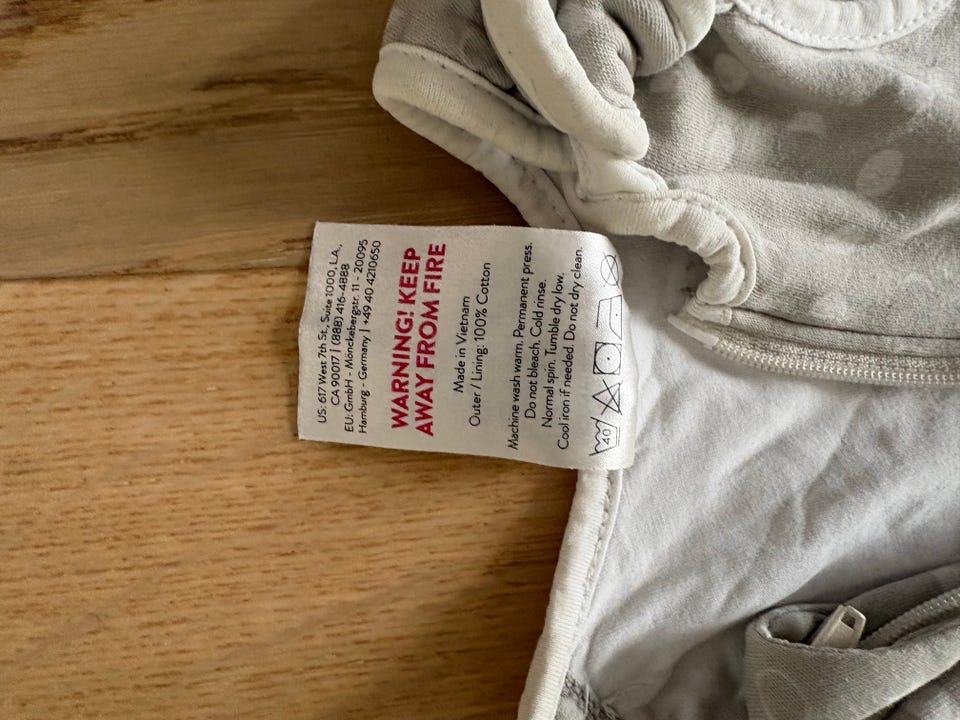 US: 617 West 7th St., Suite 1000, L.A.,
CA 90017 | (888) 416-4888
EU: GmbH - Mönckebergstr. 11 - 20095
Hamburg - Germany | +49 40 4210650
WARNING! KEEP
AWAY FROM FIRE
Made in Vietnam
Outer / Lining: 100% Cotton
Machine wash warm. Permanent press.
Do not bleach. Cold rinse.
Normal spin. Tumble dry low.
Cool iron if needed. Do not dry clean.
40